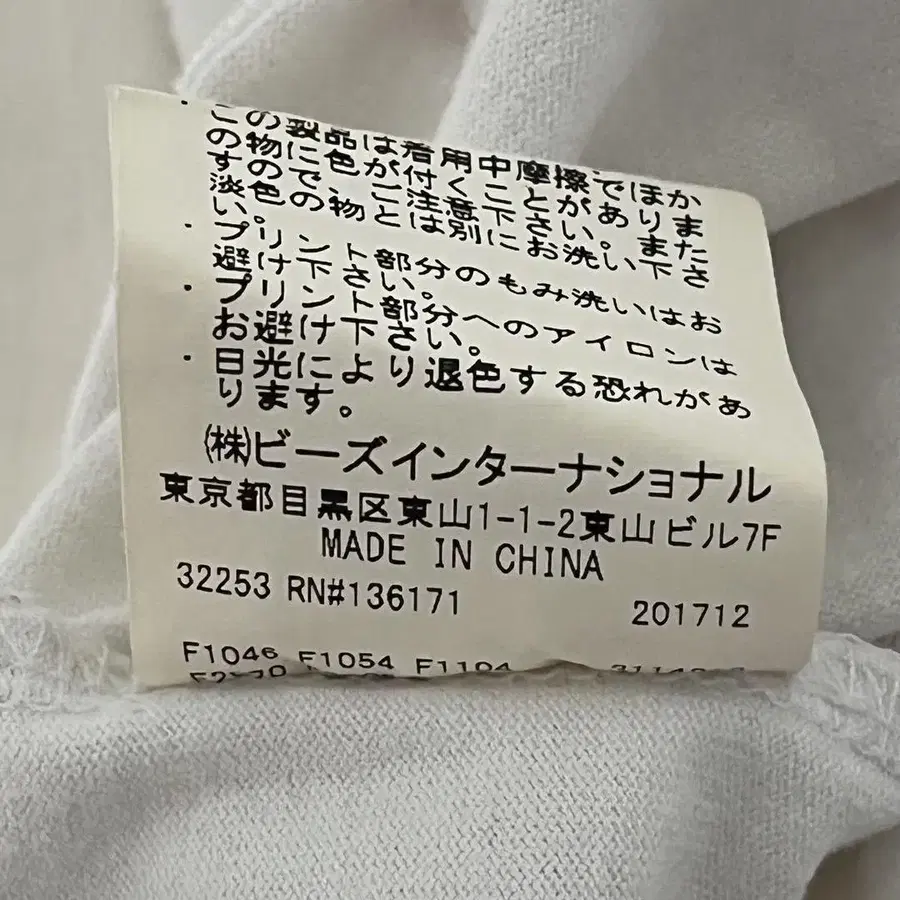 ・この製品は着用中摩擦でほか
の物に色が付くことがありま
すので、ご注意下さい。また
淡色の物とは別にお洗い下さ
い。
・プリント部分のもみ洗いはお
避け下さい。
・プリント部分へのアイロンは
お避け下さい。
・日光により退色する恐れがあ
ります。
㈱ビーズインターナショナル
東京都目黒区東山1-1-2東山ビル7F
MADE IN CHINA
32253 RN#136171 201712
F1046 F1054 F1104